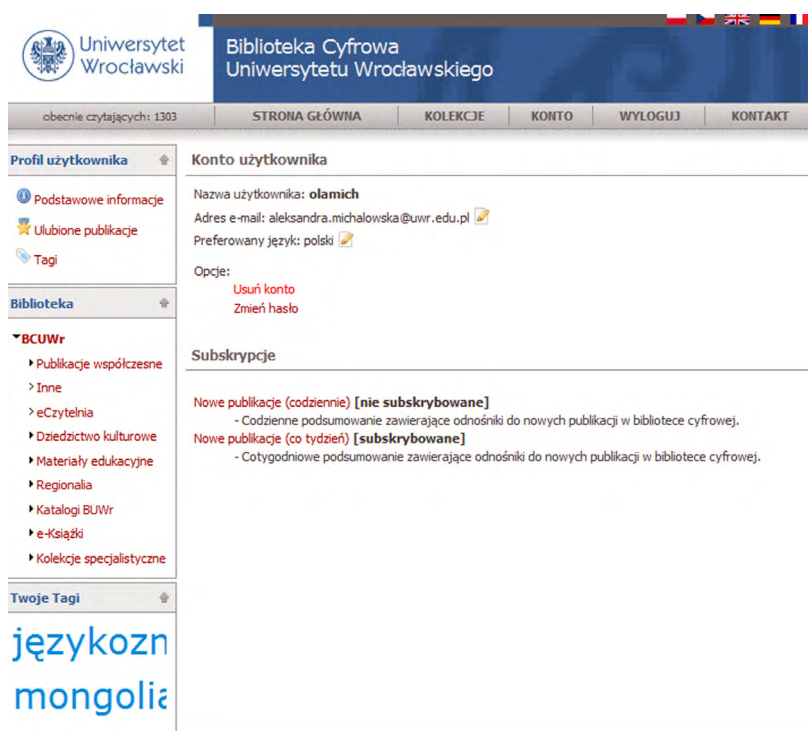 Uniwersytet
Wrocławski
Biblioteka Cyfrowa
Uniwersytetu Wrocławskiego
obecnie czytających: 1303
STRONA GŁÓWNA
KOLEKCJE
KONTO
WYLOGUJ
KONTAKT
Profil użytkownika
Podstawowe informacje
Ulubione publikacje
Tagi
Biblioteka
BCUWr
Publikacje współczesne
Inne
eCzytelnia
Dziedzictwo kulturowe
Materiały edukacyjne
Regionalia
Katalogi BUWr
e-Książki
Kolekcje specjalistyczne
Twoje Tagi
językozn
mongolia
Konto użytkownika
Nazwa użytkownika: olamich
Adres e-mail: aleksandra.michalowska@uwr.edu.pl
Preferowany język: polski
Opcje:
Usuń konto
Zmień hasło
Subskrypcje
Nowe publikacje (codziennie) [nie subskrybowane]
- Codzienne podsumowanie zawierające odnośniki do nowych publikacji w bibliotece cyfrowej.
Nowe publikacje (co tydzień) [subskrybowane]
- Cotygodniowe podsumowanie zawierające odnośniki do nowych publikacji w bibliotece cyfrowej.